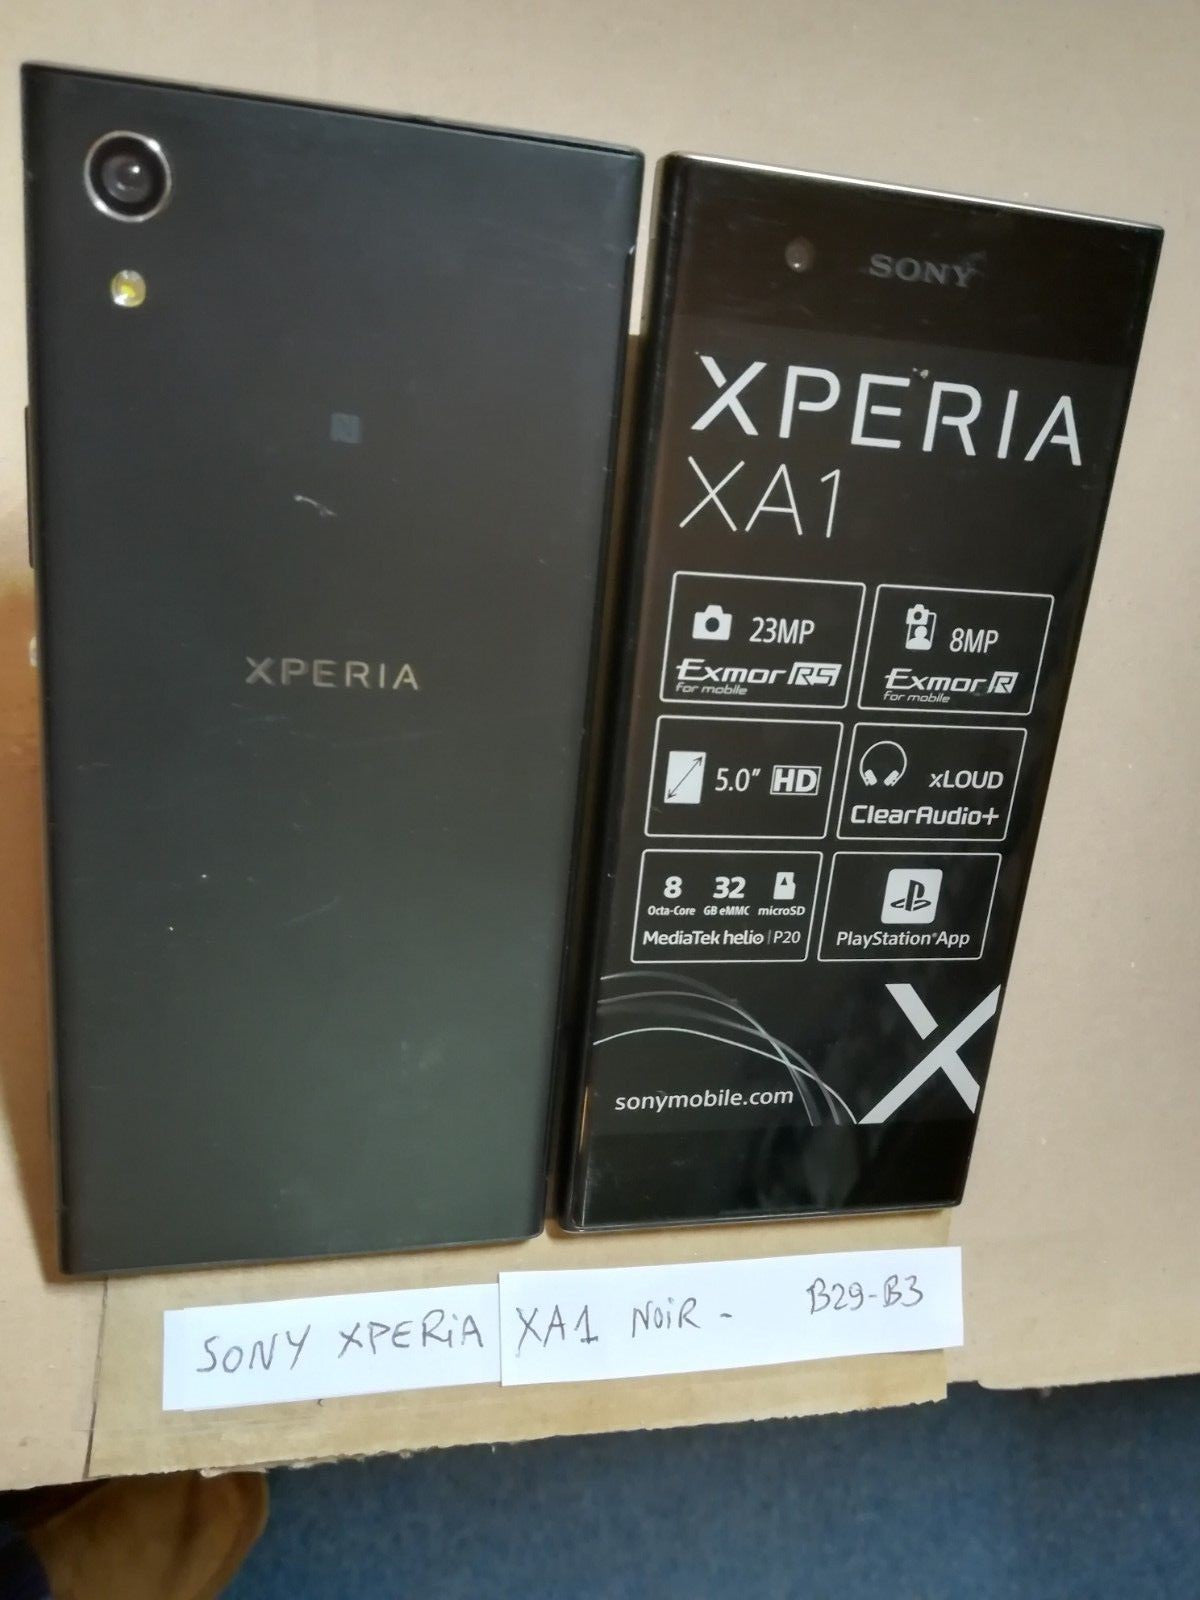 XPERIA
SONY
XPERIA
XA1
23MP
Exmor RS
for mobile
8MP
Exmor R
for mobile
5.0" HD
xLOUD
ClearAudio+
8 32
Octa-Core GB eMMC microSD
MediaTek helio | P20
PlayStation®App
X
sonymobile.com
SONY XPERiA XA1 NOiR - B29-B3